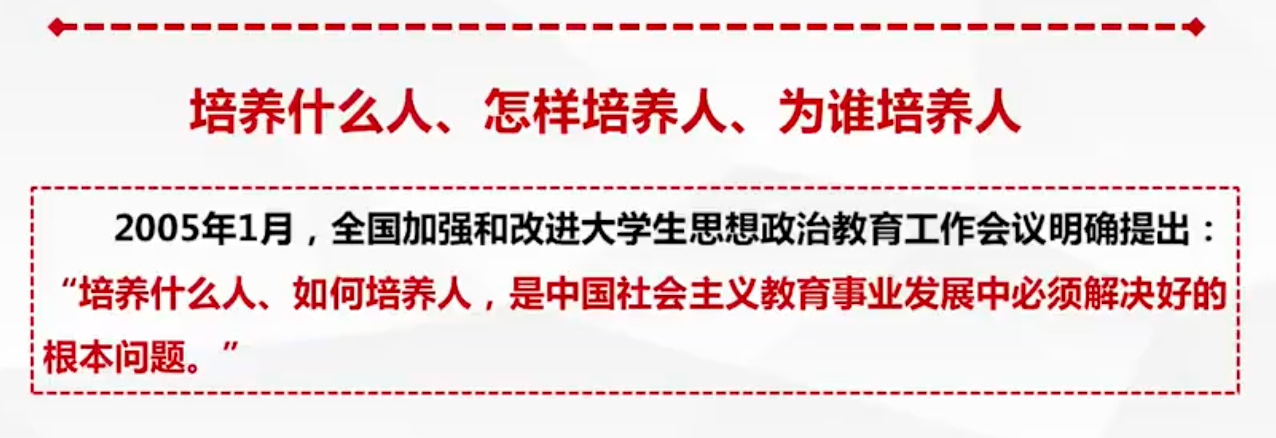 培养什么人、怎样培养人、为谁培养人
2005年1月，全国加强和改进大学生思想政治教育工作会议明确提出：
“培养什么人、如何培养人，是中国社会主义教育事业发展中必须解决好的
根本问题。”